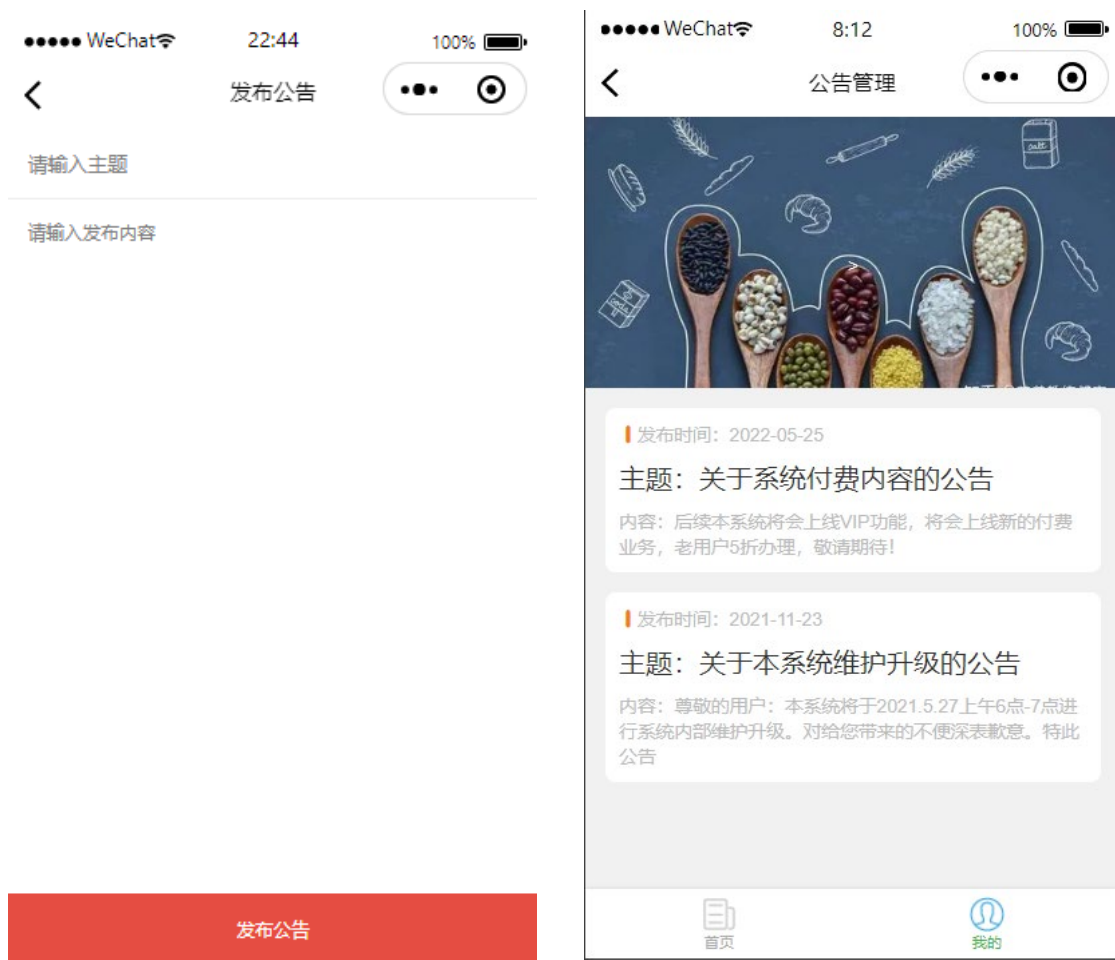 WeChat 22:44 100%
发布公告
请输入主题
请输入发布内容
发布公告
WeChat 8:12 100%
公告管理
salt
soda
>
发布时间：2022-05-25
主题：关于系统付费内容的公告
内容：后续本系统将会上线VIP功能，将会上线新的付费
业务，老用户5折办理，敬请期待！
发布时间：2021-11-23
主题：关于本系统维护升级的公告
内容：尊敬的用户：本系统将于2021.5.27上午6点-7点进
行系统内部维护升级。对给您带来的不便深表歉意。特此
公告
首页
我的